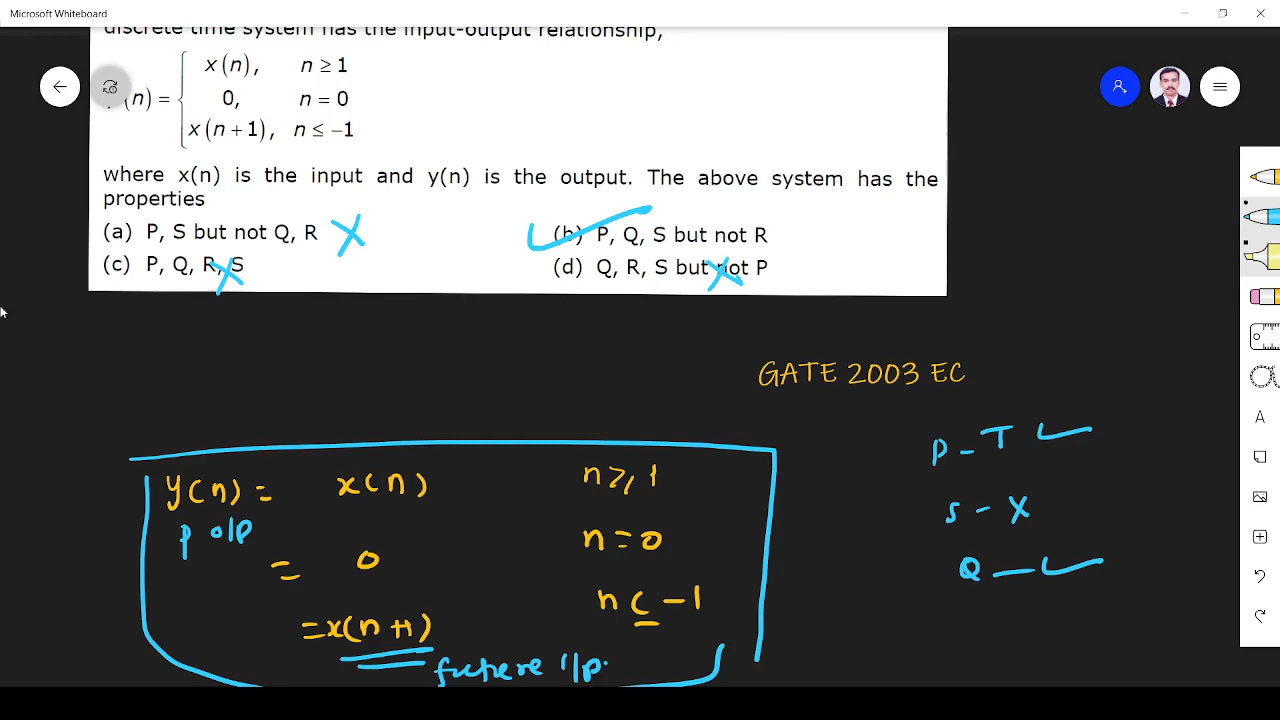 Microsoft Whiteboard
discrete time system has the input-output relationship,
(n) = { x(n), n ≥ 1
0, n = 0
x(n + 1), n ≤ −1
where x(n) is the input and y(n) is the output. The above system has the
properties
(a) P, S but not Q, R X
(b) P, Q, S but not R
(c) P, Q, R, S X
(d) Q, R, S but not P X
GATE 2003 EC
P - T ✓
S - X
Q — ✓
y(n) = x(n) n ≥ 1
p o/p
= 0 n = 0
= x(n+1) n ≤ -1
future i/p.
A